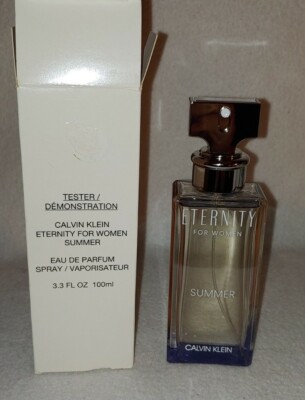 TESTER /
DÉMONSTRATION
CALVIN KLEIN
ETERNITY FOR WOMEN
SUMMER
EAU DE PARFUM
SPRAY / VAPORISATEUR
3.3 FL OZ 100ml
ETERNITY
FOR WOMEN
SUMMER
CALVIN KLEIN